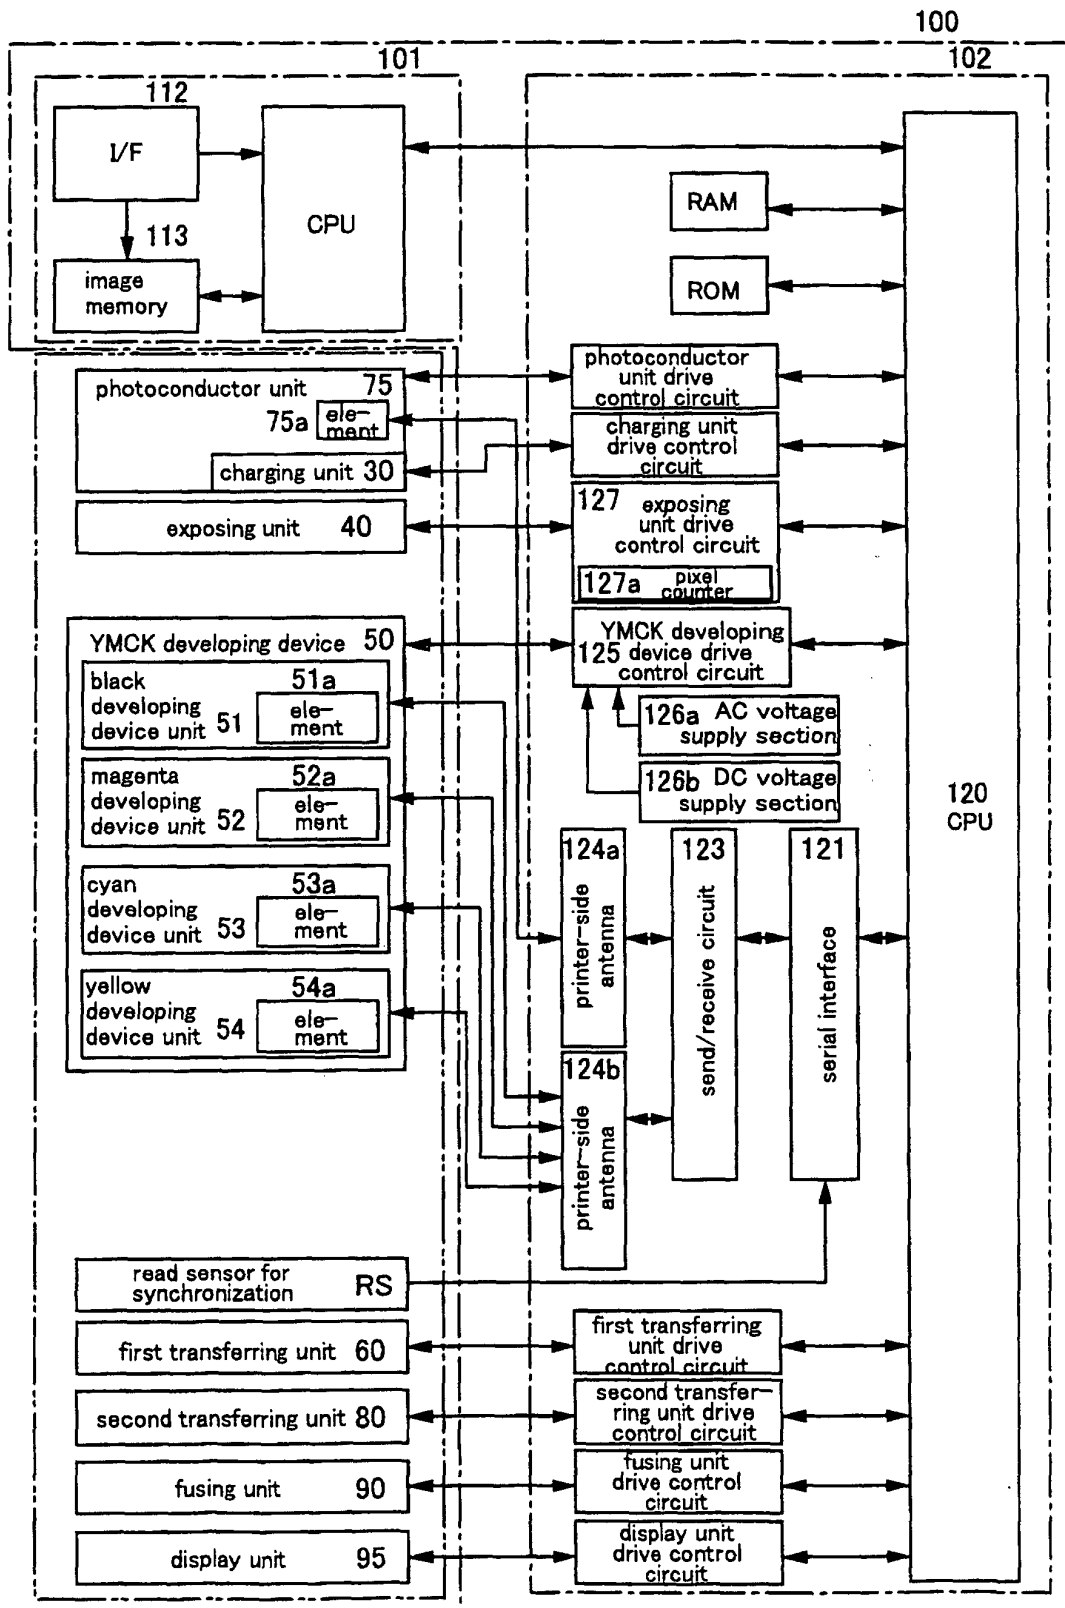 100
101
102
112
I/F
CPU
113
image
memory
RAM
ROM
photoconductor unit 75
75a ele-
ment
charging unit 30
exposing unit 40
photoconductor
unit drive
control circuit
charging unit
drive control
circuit
127 exposing
unit drive
control circuit
127a pixel
counter
YMCK developing device 50
YMCK developing
125 device drive
control circuit
black 51a
developing ele-
device unit 51 ment
126a AC voltage
supply section
magenta 52a
developing ele-
device unit 52 ment
126b DC voltage
supply section
120
CPU
cyan 53a
developing ele-
device unit 53 ment
yellow 54a
developing ele-
device unit 54 ment
124a
printer-side
antenna
123
send/receive circuit
121
serial interface
124b
printer-side
antenna
read sensor for
synchronization RS
first transferring unit 60
first transferring
unit drive
control circuit
second transferring unit 80
second transfer-
ring unit drive
control circuit
fusing unit 90
fusing unit
drive control
circuit
display unit 95
display unit
drive control
circuit